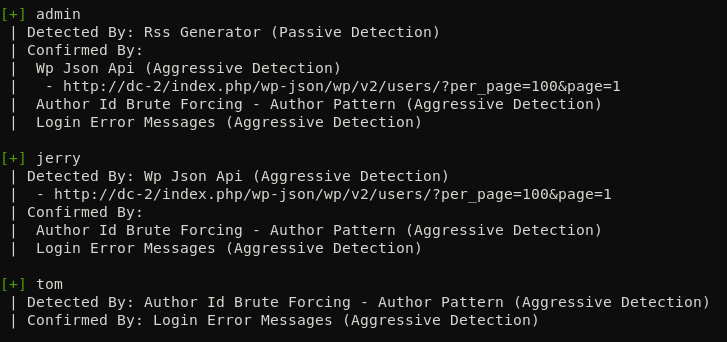 [+] admin
 | Detected By: Rss Generator (Passive Detection)
 | Confirmed By:
 |  Wp Json Api (Aggressive Detection)
 |   - http://dc-2/index.php/wp-json/wp/v2/users/?per_page=100&page=1
 |  Author Id Brute Forcing - Author Pattern (Aggressive Detection)
 |  Login Error Messages (Aggressive Detection)

[+] jerry
 | Detected By: Wp Json Api (Aggressive Detection)
 |  - http://dc-2/index.php/wp-json/wp/v2/users/?per_page=100&page=1
 | Confirmed By:
 |  Author Id Brute Forcing - Author Pattern (Aggressive Detection)
 |  Login Error Messages (Aggressive Detection)

[+] tom
 | Detected By: Author Id Brute Forcing - Author Pattern (Aggressive Detection)
 | Confirmed By: Login Error Messages (Aggressive Detection)